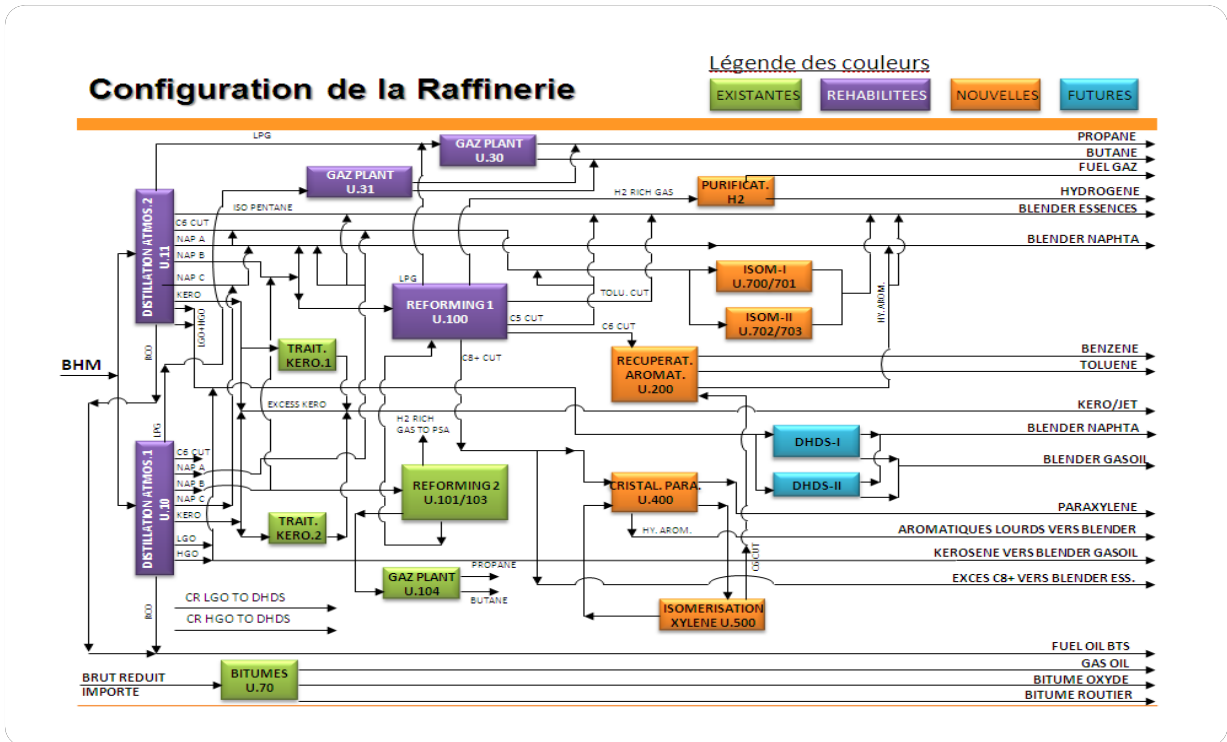 Configuration de la Raffinerie
Légende des couleurs
EXISTANTES
REHABILITEES
NOUVELLES
FUTURES
LPG
GAZ PLANT
U.30
PROPANE
BUTANE
FUEL GAZ
GAZ PLANT
U.31
H2 RICH GAS
PURIFICAT.
H2
HYDROGENE
DISTILLATION ATMOS.2
U.11
ISO PENTANE
BLENDER ESSENCES
C6 CUT
NAP A
BLENDER NAPHTA
NAP B
NAP C
KERO
LGO+HGO
LPG
REFORMING 1
U.100
TOLU. CUT
C5 CUT
C6 CUT
ISOM-I
U.700/701
ISOM-II
U.702/703
HY. AROM.
BHM
RCO
TRAIT.
KERO.1
C8+ CUT
RECUPERAT.
AROMAT.
U.200
BENZENE
TOLUENE
EXCESS KERO
KERO/JET
LPG
H2 RICH
GAS TO PSA
DHDS-I
BLENDER NAPHTA
DISTILLATION ATMOS.1
U.10
C6 CUT
NAP A
NAP B
NAP C
KERO
LGO
HGO
BLENDER GASOIL
REFORMING 2
U.101/103
CRISTAL. PARA.
U.400
DHDS-II
PARAXYLENE
TRAIT.
KERO.2
HY. AROM.
AROMATIQUES LOURDS VERS BLENDER
KEROSENE VERS BLENDER GASOIL
C6CUT
GAZ PLANT
U.104
PROPANE
BUTANE
EXCES C8+ VERS BLENDER ESS.
RCO
CR LGO TO DHDS
CR HGO TO DHDS
ISOMERISATION
XYLENE U.500
FUEL OIL BTS
BRUT REDUIT
IMPORTE
BITUMES
U.70
GAS OIL
BITUME OXYDE
BITUME ROUTIER